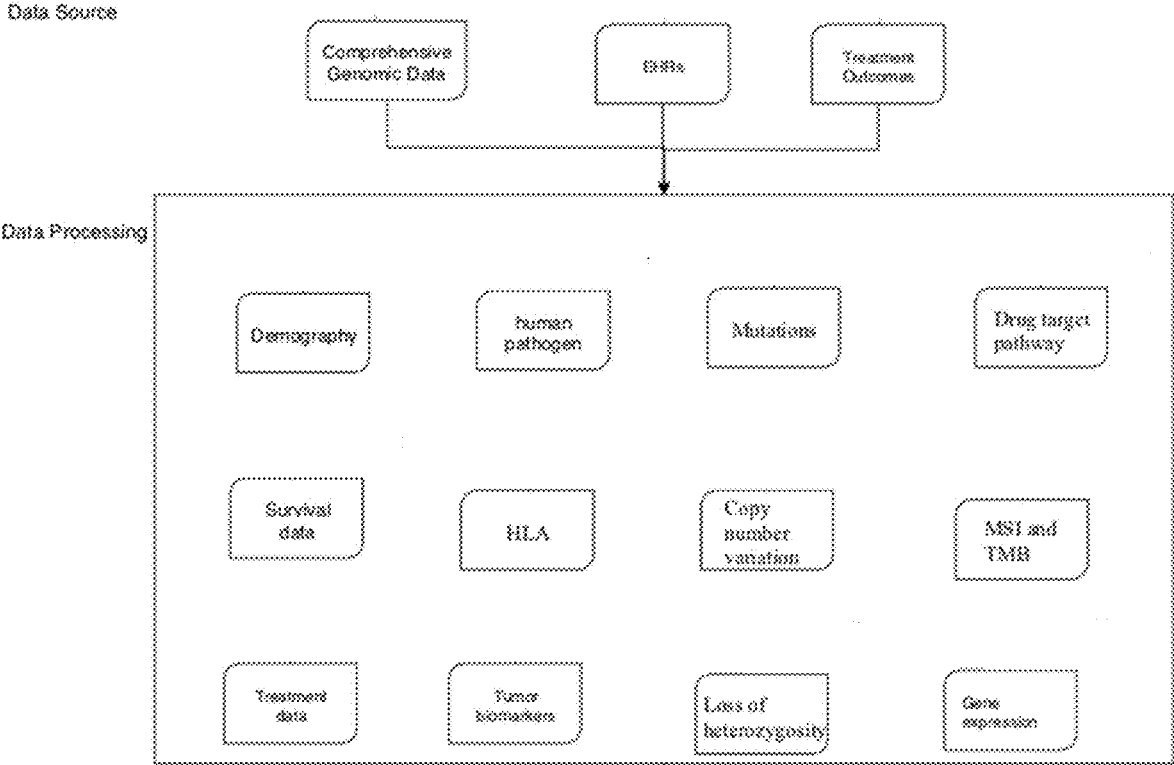 Data Source
Comprehensive
Genomic Data
EHRs
Treatment
Outcomes
Data Processing
Demography
human
pathogen
Mutations
Drug target
pathway
Survival
data
HLA
Copy
number
variation
MSI and
TMB
Treatment
data
Tumor
biomarkers
Loss of
heterozygosity
Gene
expression